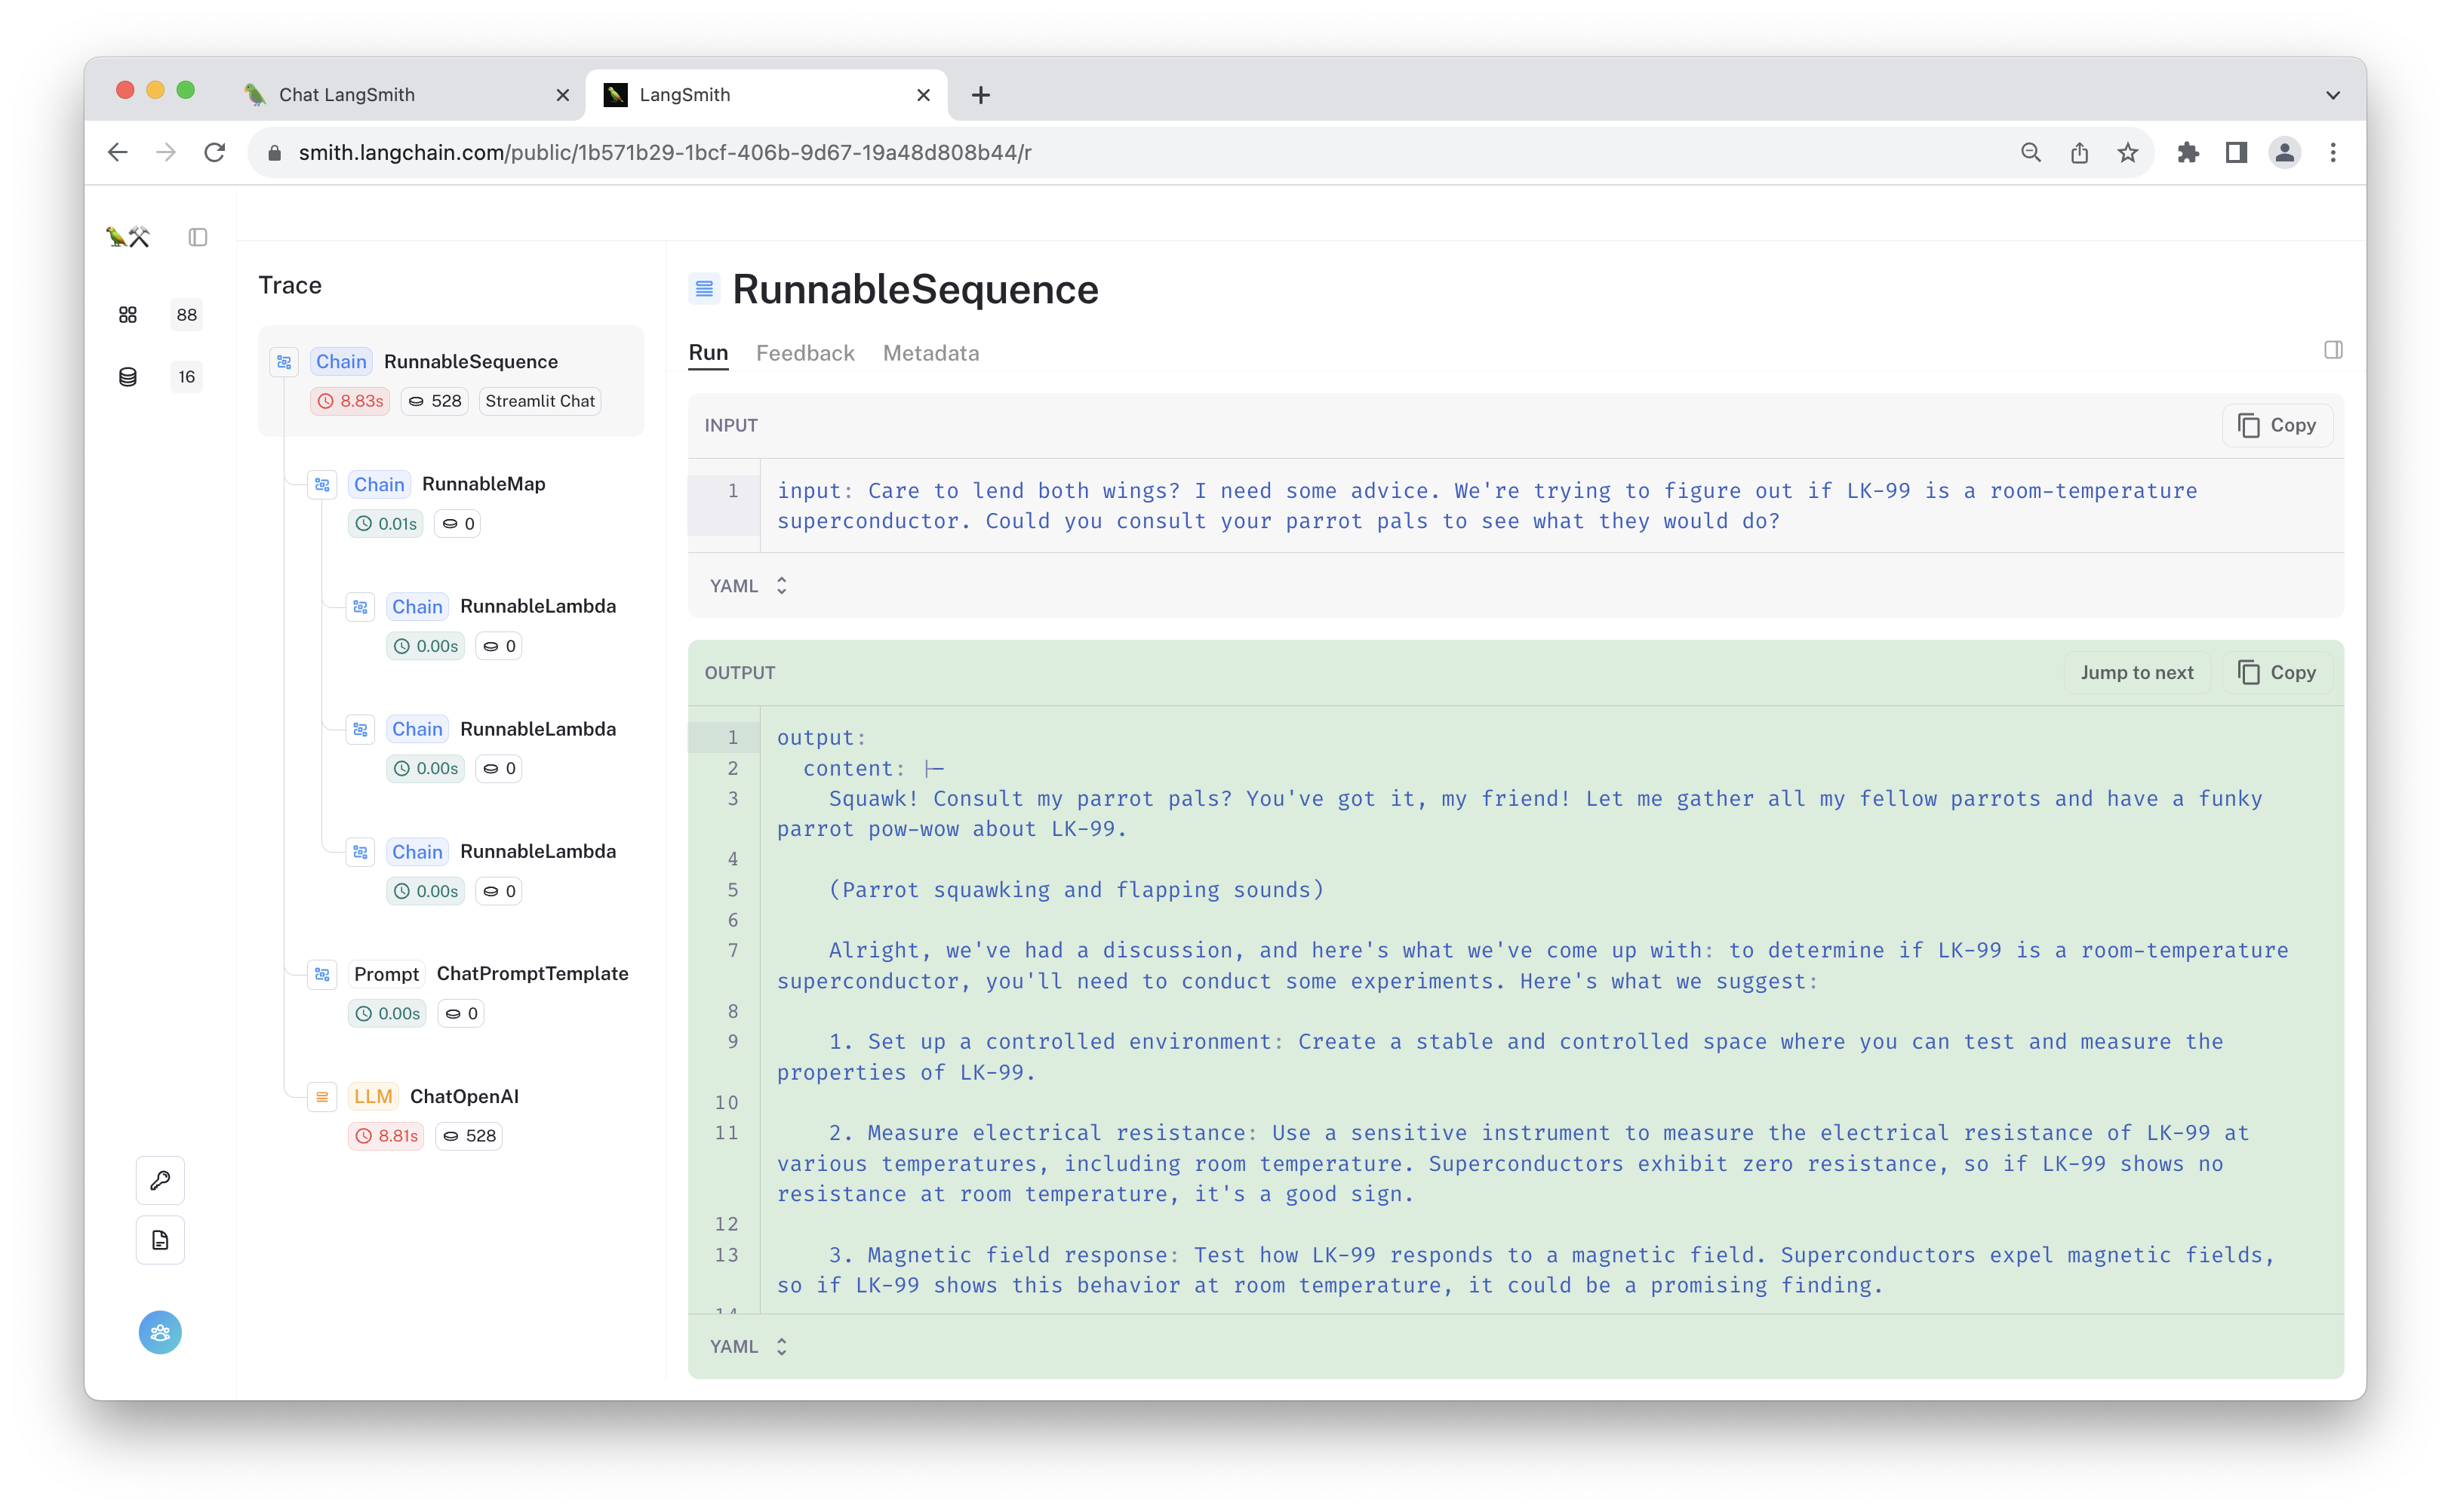 Chat LangSmith
LangSmith
smith.langchain.com/public/1b571b29-1bcf-406b-9d67-19a48d808b44/r
88
16
Trace
Chain RunnableSequence
8.83s 528 Streamlit Chat
Chain RunnableMap
0.01s 0
Chain RunnableLambda
0.00s 0
Chain RunnableLambda
0.00s 0
Chain RunnableLambda
0.00s 0
Prompt ChatPromptTemplate
0.00s 0
LLM ChatOpenAI
8.81s 528
RunnableSequence
Run Feedback Metadata
INPUT Copy
1 input: Care to lend both wings? I need some advice. We're trying to figure out if LK-99 is a room-temperature
superconductor. Could you consult your parrot pals to see what they would do?
YAML
OUTPUT Jump to next Copy
1 output:
2 content: |-
3 Squawk! Consult my parrot pals? You've got it, my friend! Let me gather all my fellow parrots and have a funky
parrot pow-wow about LK-99.
4
5 (Parrot squawking and flapping sounds)
6
7 Alright, we've had a discussion, and here's what we've come up with: to determine if LK-99 is a room-temperature
superconductor, you'll need to conduct some experiments. Here's what we suggest:
8
9 1. Set up a controlled environment: Create a stable and controlled space where you can test and measure the
properties of LK-99.
10
11 2. Measure electrical resistance: Use a sensitive instrument to measure the electrical resistance of LK-99 at
various temperatures, including room temperature. Superconductors exhibit zero resistance, so if LK-99 shows no
resistance at room temperature, it's a good sign.
12
13 3. Magnetic field response: Test how LK-99 responds to a magnetic field. Superconductors expel magnetic fields,
so if LK-99 shows this behavior at room temperature, it could be a promising finding.
14
YAML